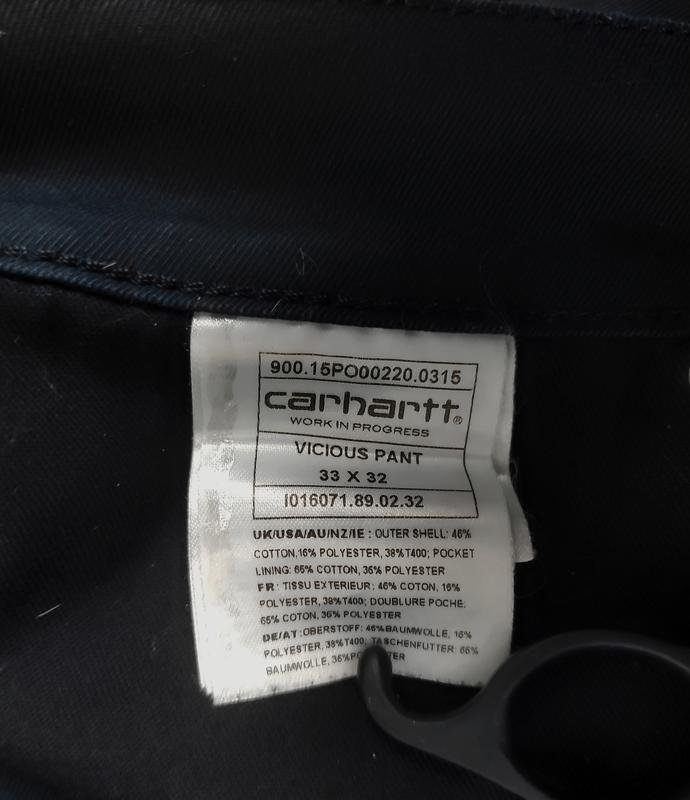 900.15PO00220.0315
carhartt®
WORK IN PROGRESS
VICIOUS PANT
33 X 32
I016071.89.02.32
UK/USA/AU/NZ/IE : OUTER SHELL: 46%
COTTON,16% POLYESTER, 38%T400; POCKET
LINING: 65% COTTON, 35% POLYESTER
FR : TISSU EXTERIEUR: 46% COTON, 16%
POLYESTER, 38%T400; DOUBLURE POCHE:
65% COTON, 35% POLYESTER
DE/AT :OBERSTOFF: 46%BAUMWOLLE, 16%
POLYESTER, 38%T400; TASCHENFUTTER: 65%
BAUMWOLLE, 35%